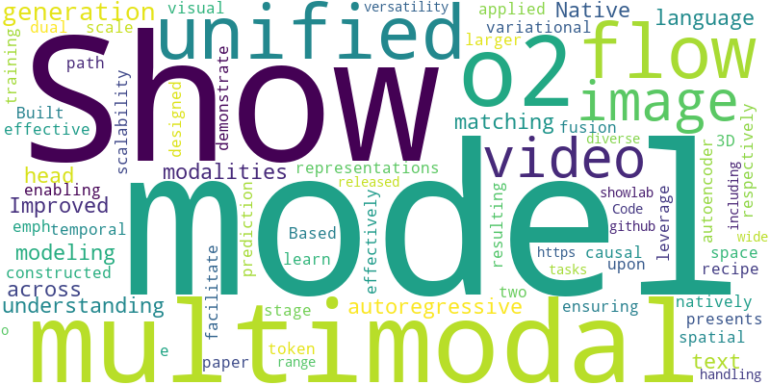 generation
visual
versatility
applied
Native
language
dual
scale
unified
variational
larger
training
path
Show
o2
flow
Built
effective
scalability
designed
demonstrate
image
matching
fusion
diverse
3D
respectively
head
modalities
representations
video
autoencoder
including
enabling
released
showlab
Improved
prediction
effectively
resulting
Code
github
leverage
wide
emph
temporal
Based
model
modeling
learn
https
causal
space
constructed
tasks
upon
recipe
across
facilitate
two
understanding
stage
autoregressive
ensuring
natively
presents
o
multimodal
token
spatial
e
paper
range
text
handling